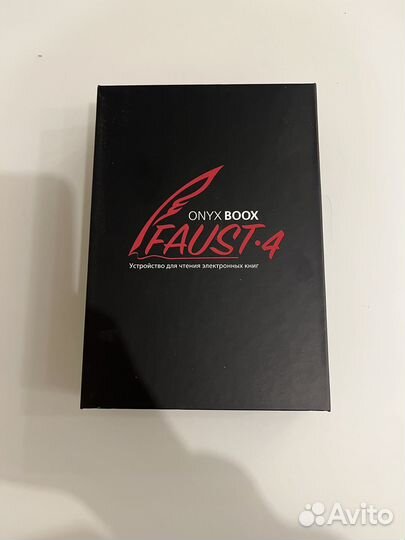 ONYX BOOX
FAUST·4
Устройство для чтения электронных книг
Avito